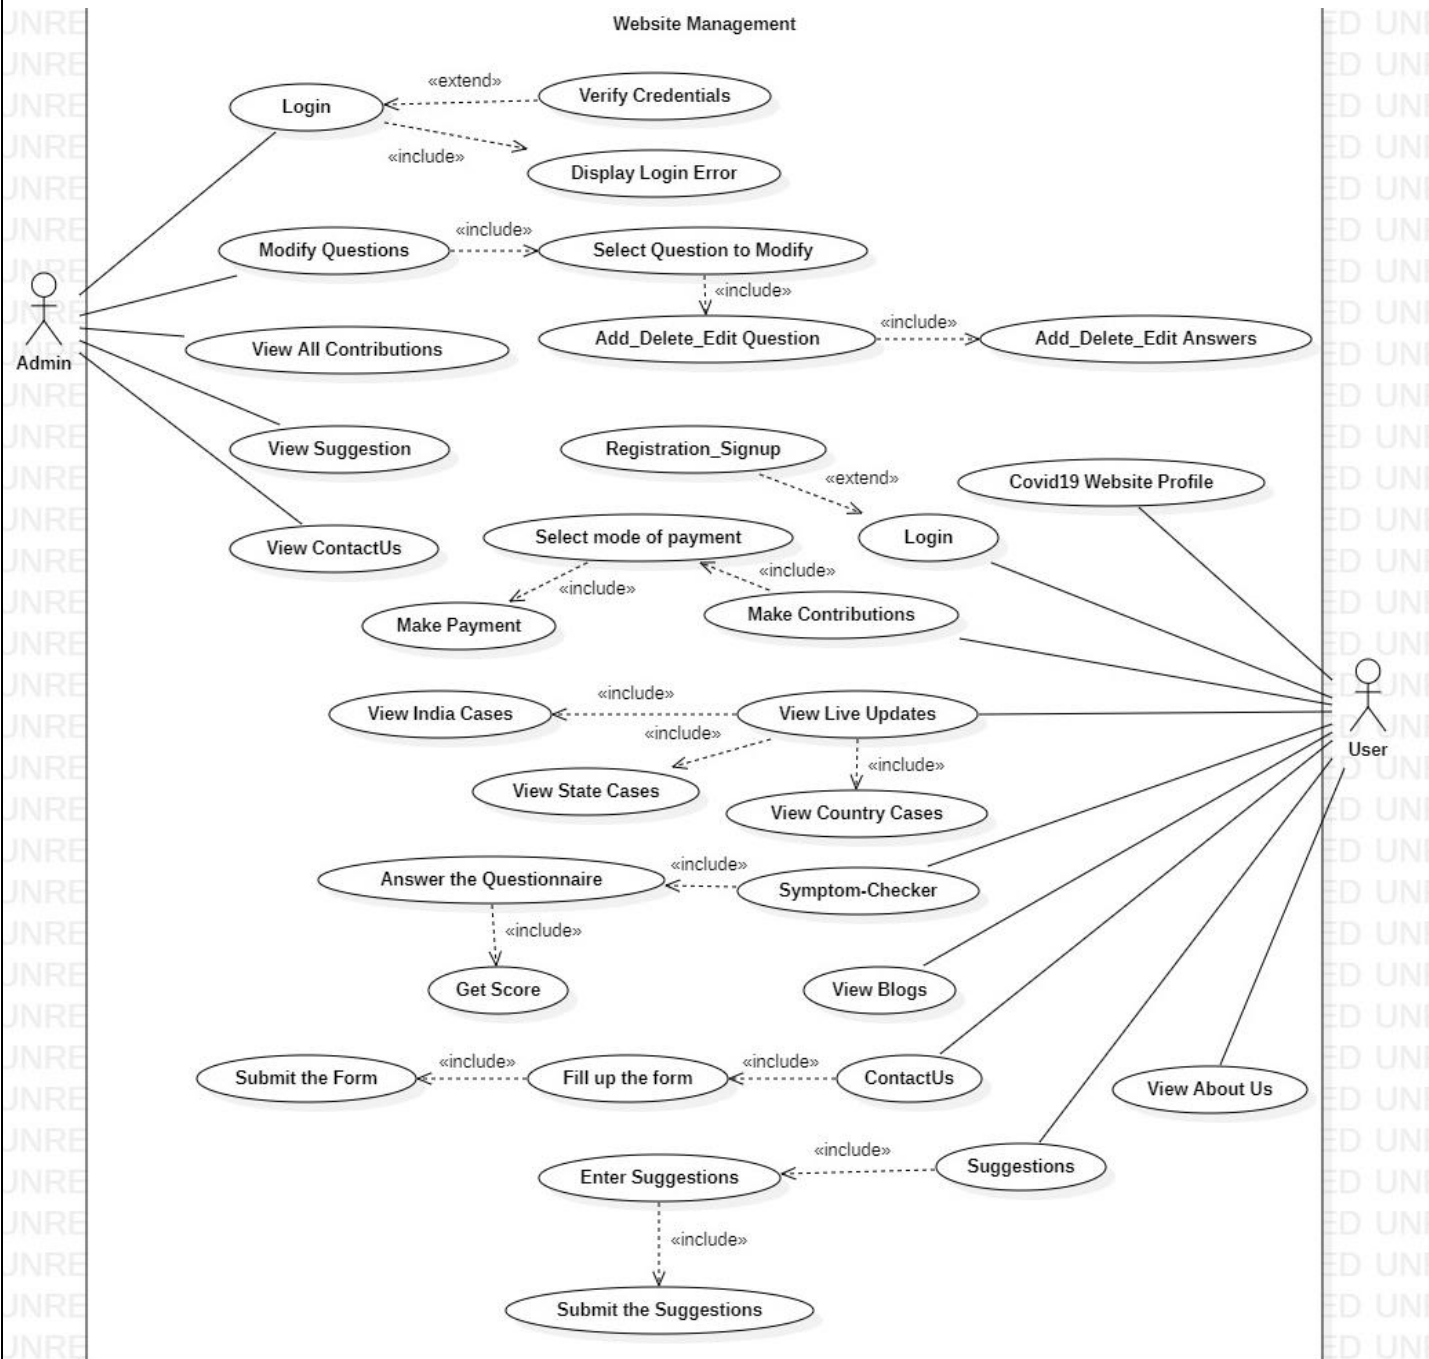 Website Management
Login
«extend»
Verify Credentials
«include»
Display Login Error
Modify Questions
«include»
Select Question to Modify
«include»
Add_Delete_Edit Question
«include»
Add_Delete_Edit Answers
View All Contributions
Admin
View Suggestion
Registration_Signup
«extend»
Covid19 Website Profile
View ContactUs
Select mode of payment
Login
«include»
«include»
Make Payment
Make Contributions
View India Cases
«include»
View Live Updates
«include»
User
«include»
View State Cases
View Country Cases
Answer the Questionnaire
«include»
Symptom-Checker
«include»
Get Score
View Blogs
Submit the Form
«include»
Fill up the form
«include»
ContactUs
View About Us
Enter Suggestions
«include»
Suggestions
«include»
Submit the Suggestions